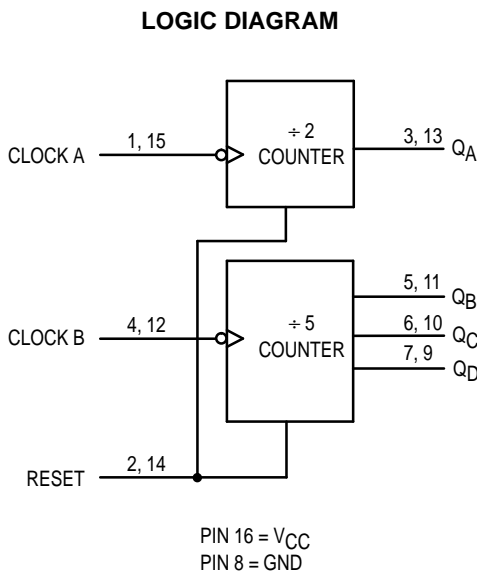 LOGIC DIAGRAM
CLOCK A
1, 15
÷ 2
COUNTER
3, 13
QA
CLOCK B
4, 12
÷ 5
COUNTER
5, 11
QB
6, 10
QC
7, 9
QD
RESET
2, 14
PIN 16 = VCC
PIN 8 = GND